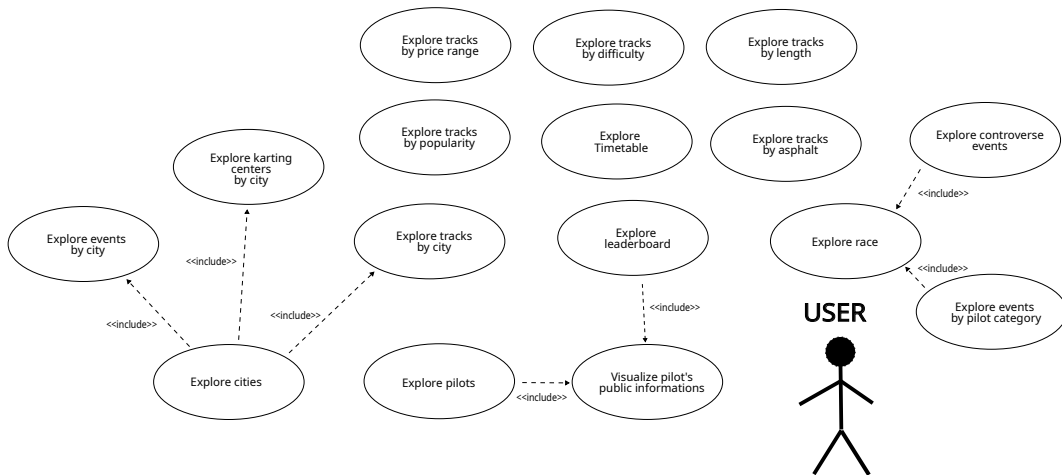 Explore tracks
by price range
Explore tracks
by difficulty
Explore tracks
by length
Explore tracks
by popularity
Explore
Timetable
Explore tracks
by asphalt
Explore controverse
events
Explore karting
centers
by city
<<include>>
Explore events
by city
Explore tracks
by city
Explore
leaderboard
Explore race
<<include>>
<<include>>
<<include>>
<<include>>
<<include>>
<<include>>
Explore events
by pilot category
USER
Explore cities
Explore pilots
<<include>>
Visualize pilot's
public informations